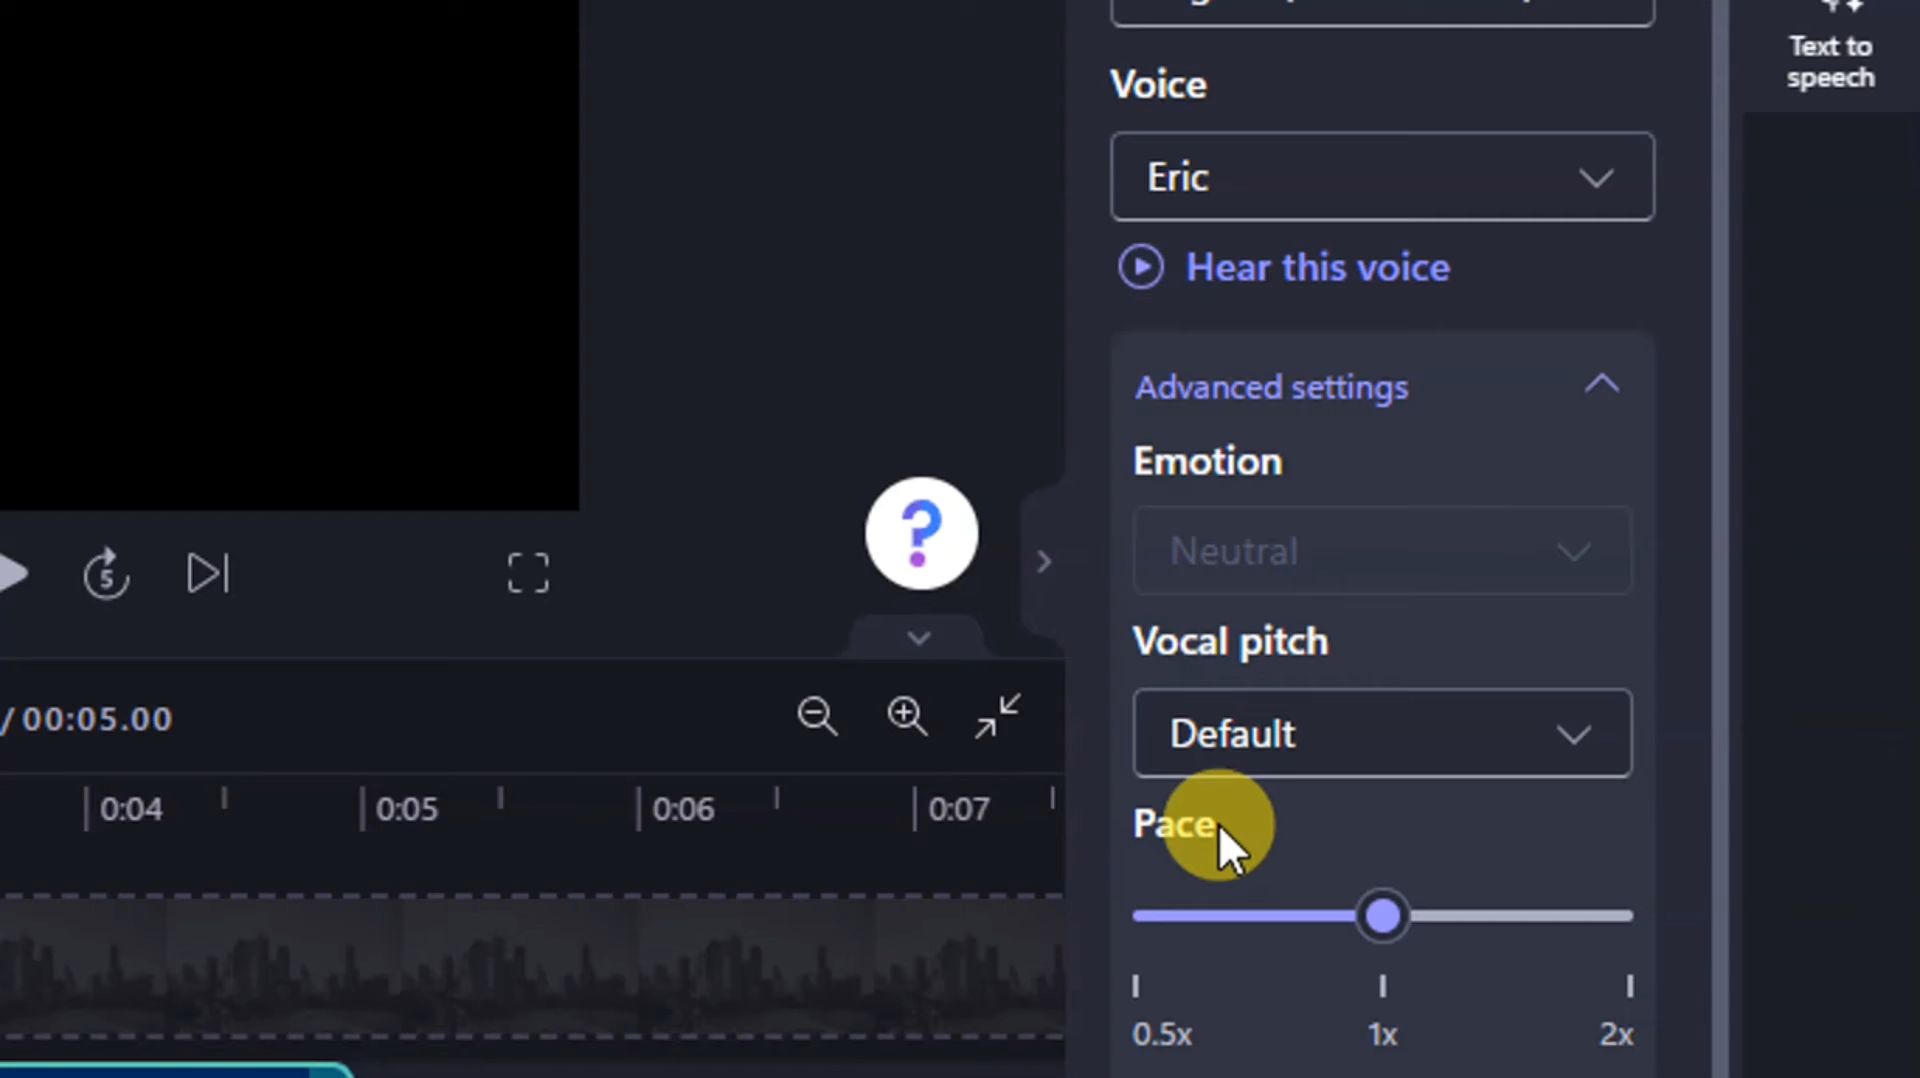 Text to
speech
Voice
Eric
Hear this voice
Advanced settings
Emotion
Neutral
Vocal pitch
Default
Pace
0.5x 1x 2x
5
?
/ 00:05.00
0:04 0:05 0:06 0:07